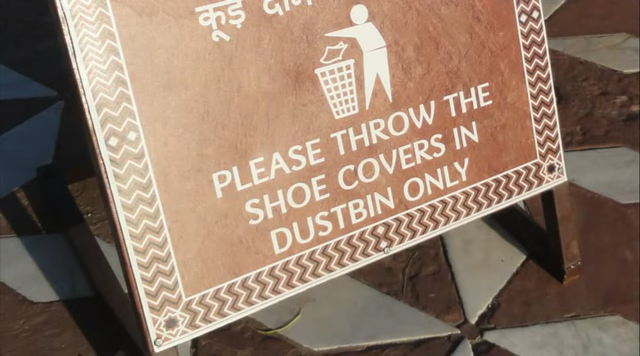 कूड़े दान
PLEASE THROW THE
SHOE COVERS IN
DUSTBIN ONLY